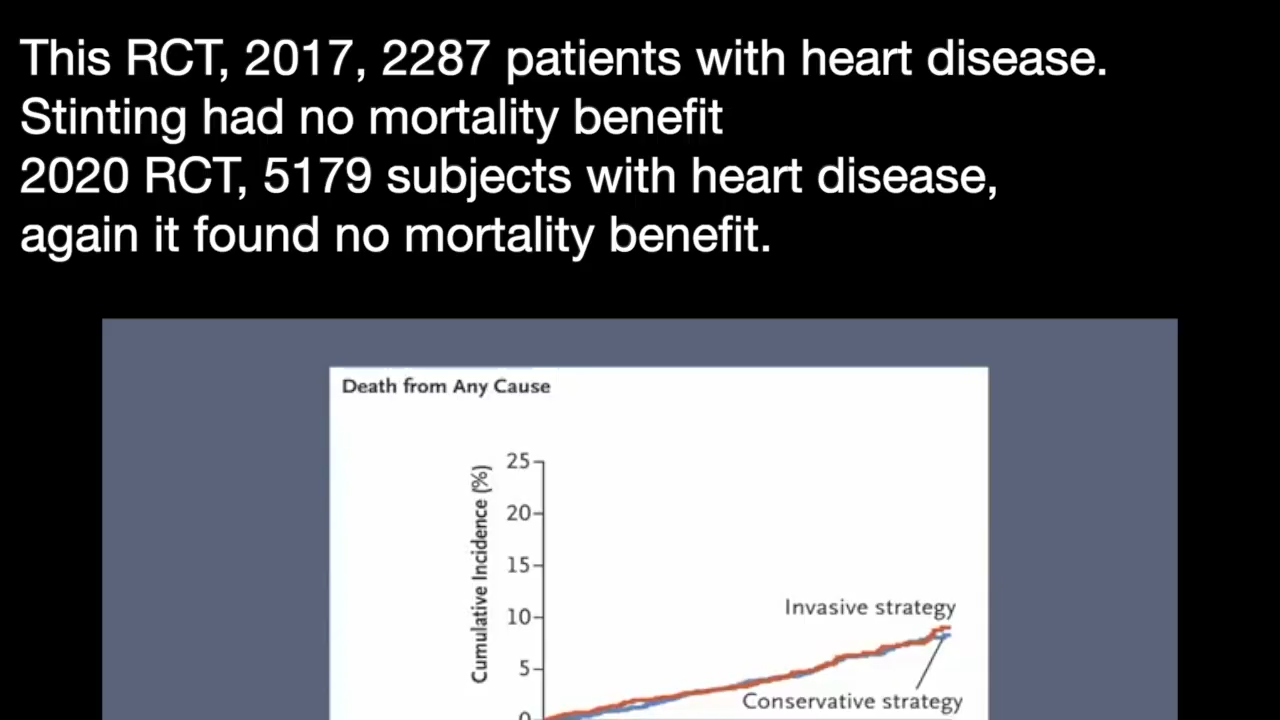 This RCT, 2017, 2287 patients with heart disease.
Stinting had no mortality benefit
2020 RCT, 5179 subjects with heart disease,
again it found no mortality benefit.
Death from Any Cause
Cumulative Incidence (%)
25
20
15
10
5
0
Invasive strategy
Conservative strategy